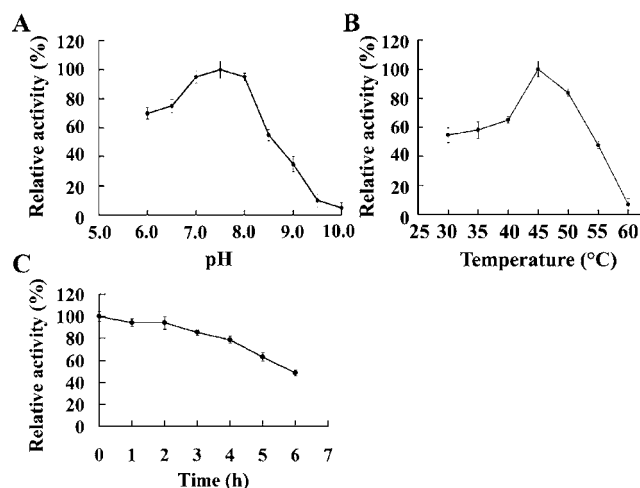 A
Relative activity (%)
120
100
80
60
40
20
0
5.0 6.0 7.0 8.0 9.0 10.0
pH
B
Relative activity (%)
120
100
80
60
40
20
0
25 30 35 40 45 50 55 60
Temperature (°C)
C
Relative activity (%)
120
100
80
60
40
20
0
0 1 2 3 4 5 6 7
Time (h)